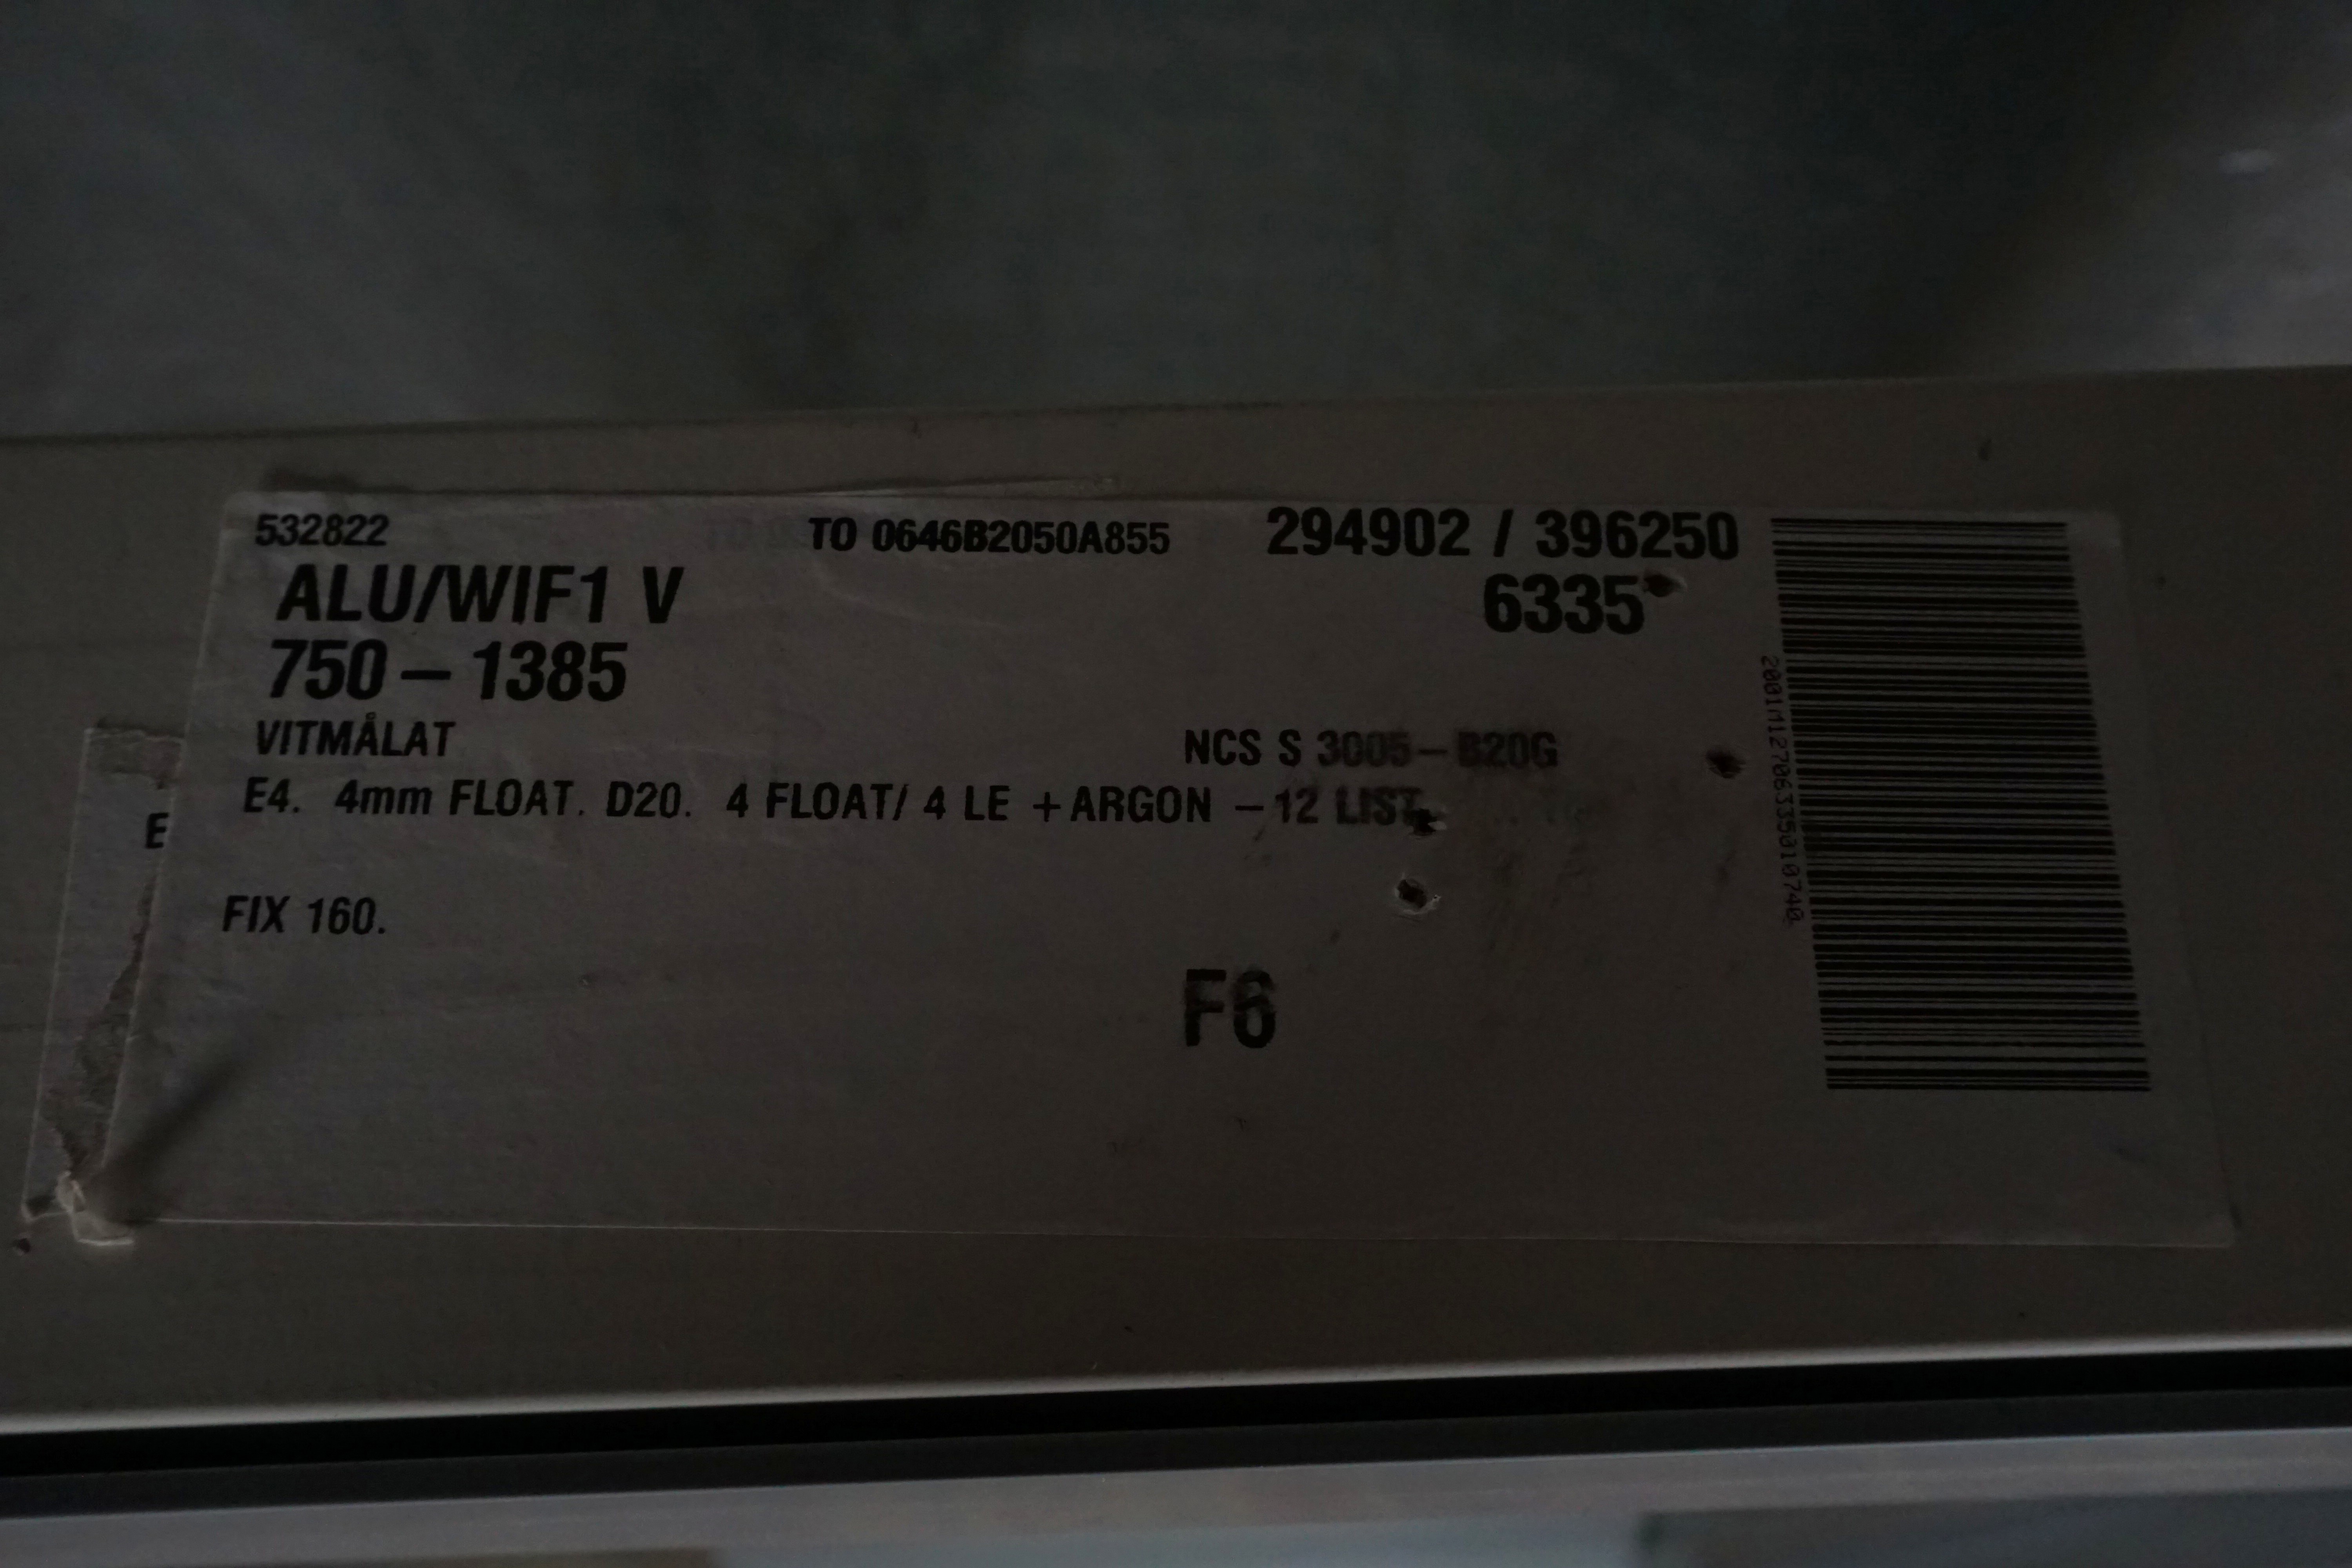 532822 TO 0646B2050A855 294902 / 396250
ALU/WIF1 V 6335
750 – 1385
VITMÅLAT NCS S 3005 – B20G
E4. 4mm FLOAT. D20. 4 FLOAT/ 4 LE + ARGON – 12 LIST.
E
FIX 160.
F6